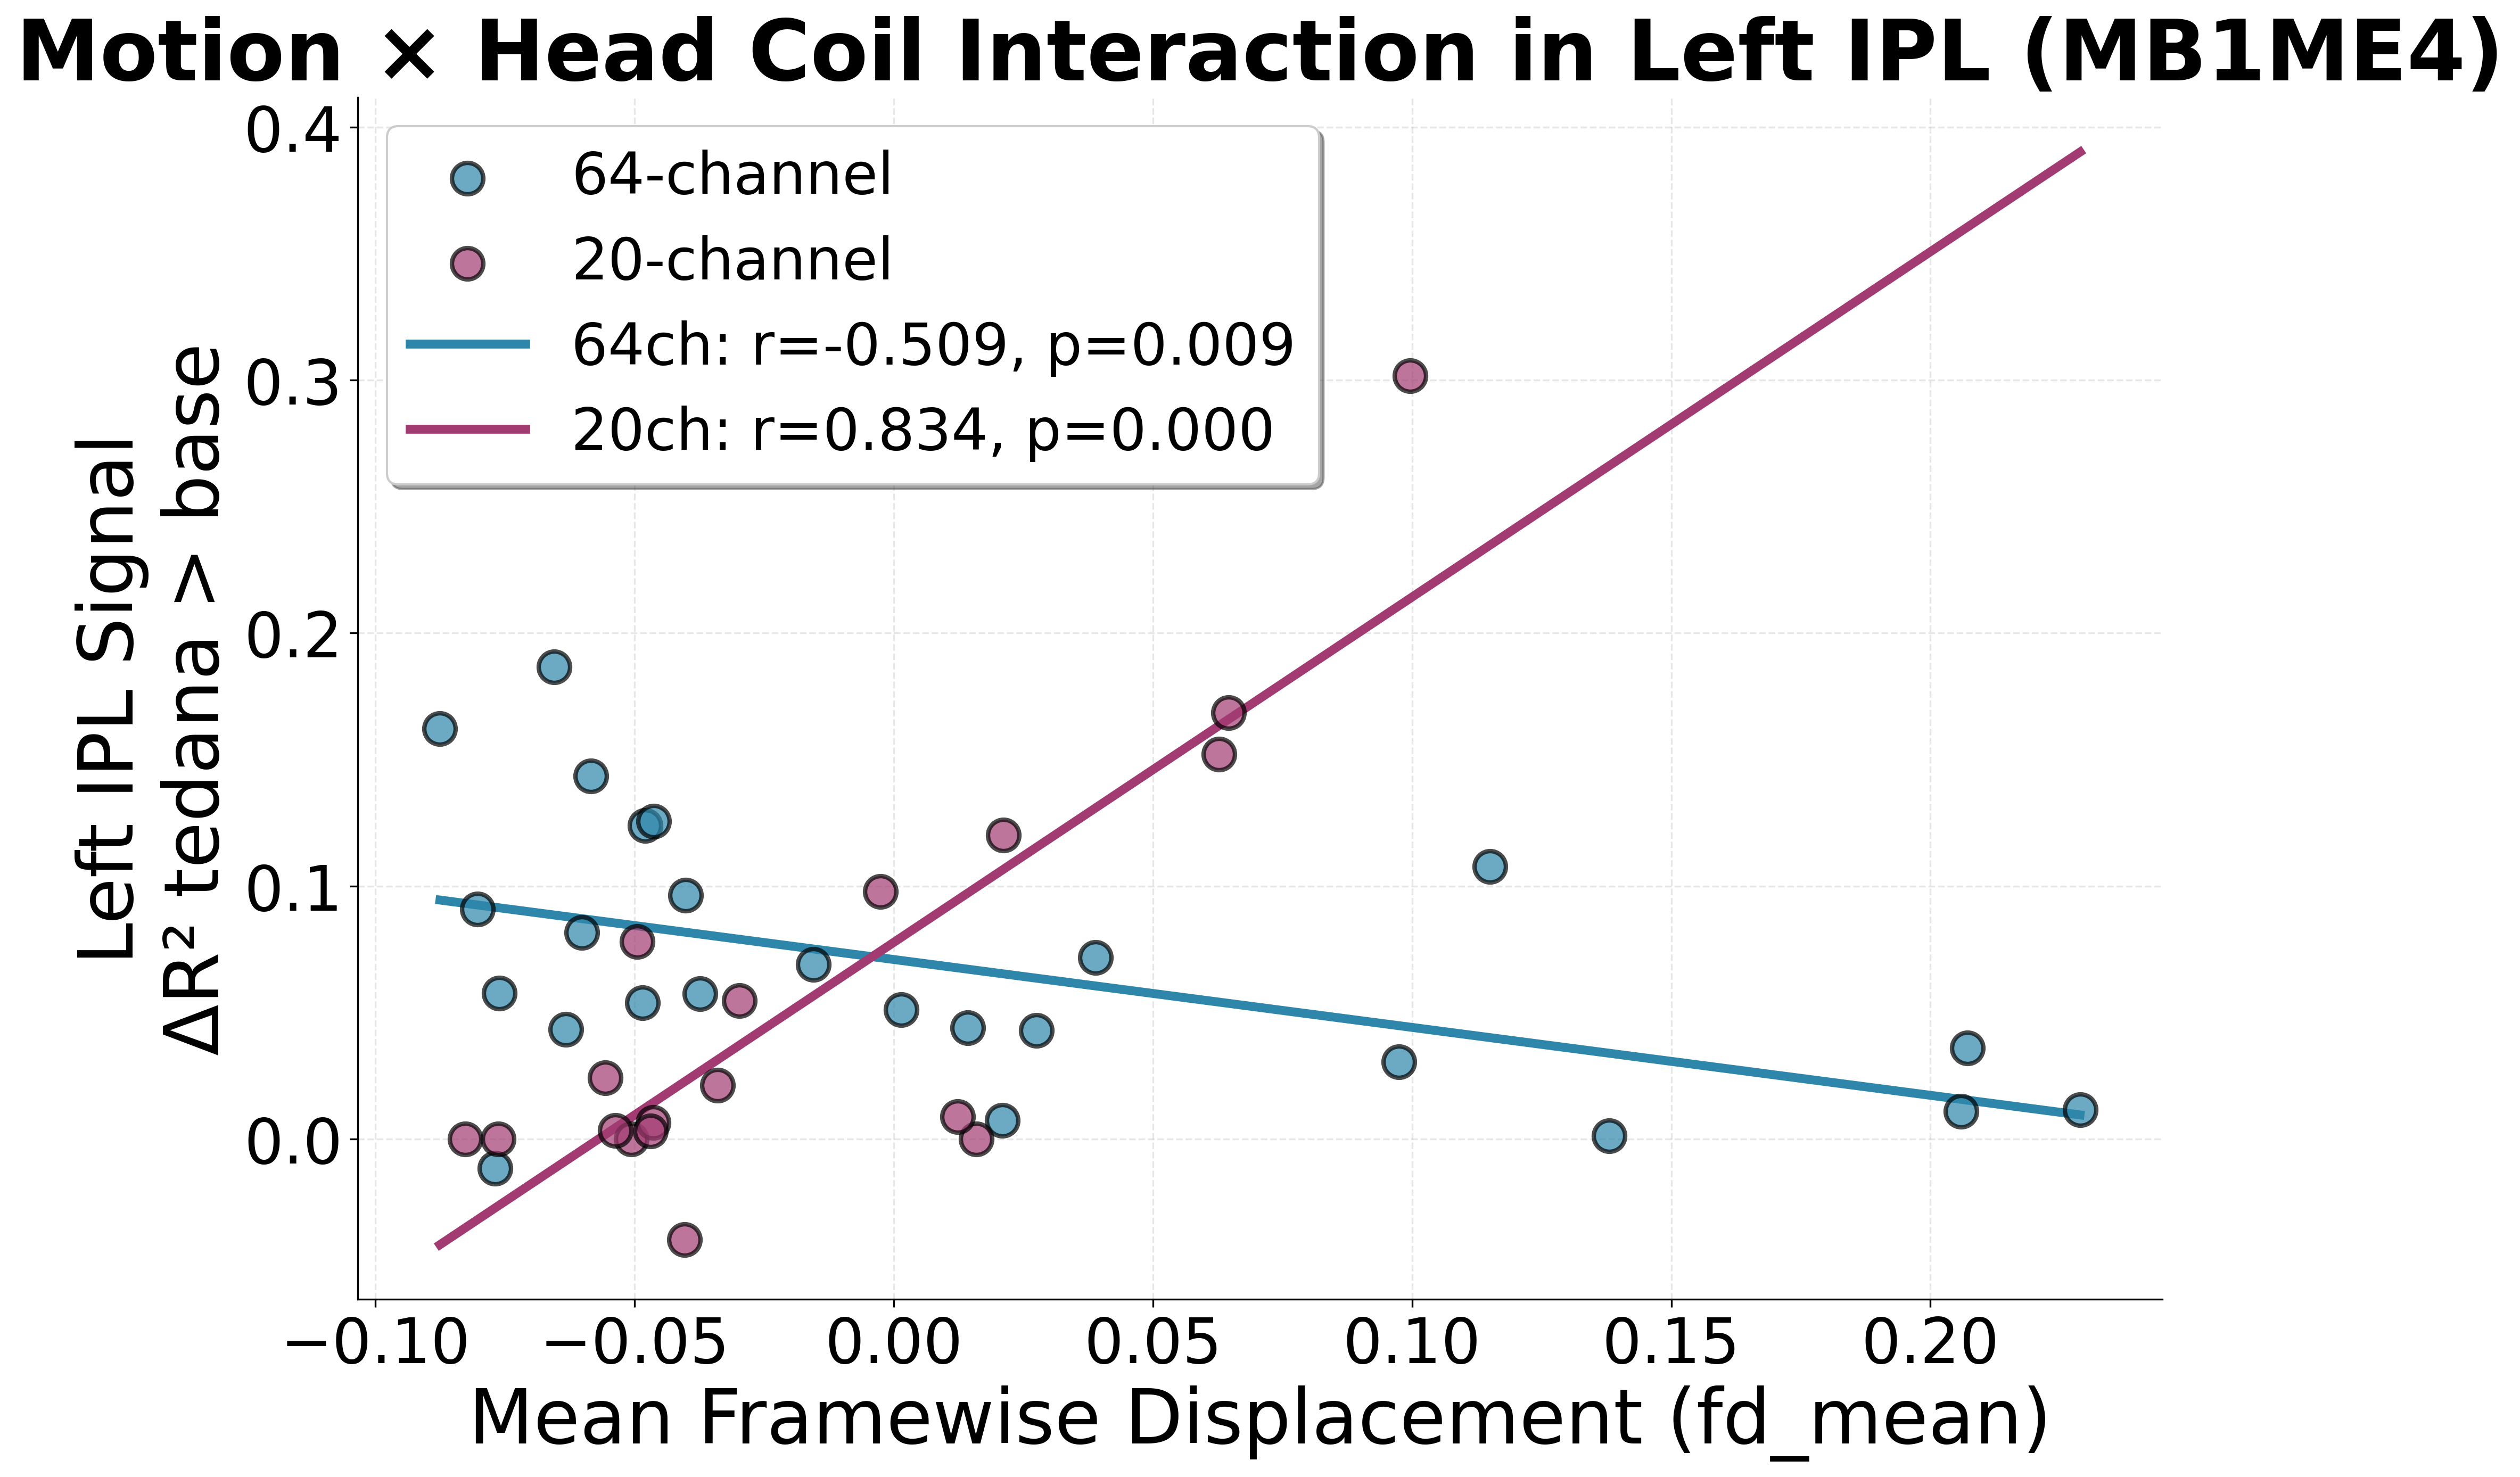 Motion × Head Coil Interaction in Left IPL (MB1ME4)
64-channel
20-channel
64ch: r=-0.509, p=0.009
20ch: r=0.834, p=0.000
Left IPL Signal
ΔR² tedana > base
0.4
0.3
0.2
0.1
0.0
−0.10
−0.05
0.00
0.05
0.10
0.15
0.20
Mean Framewise Displacement (fd_mean)